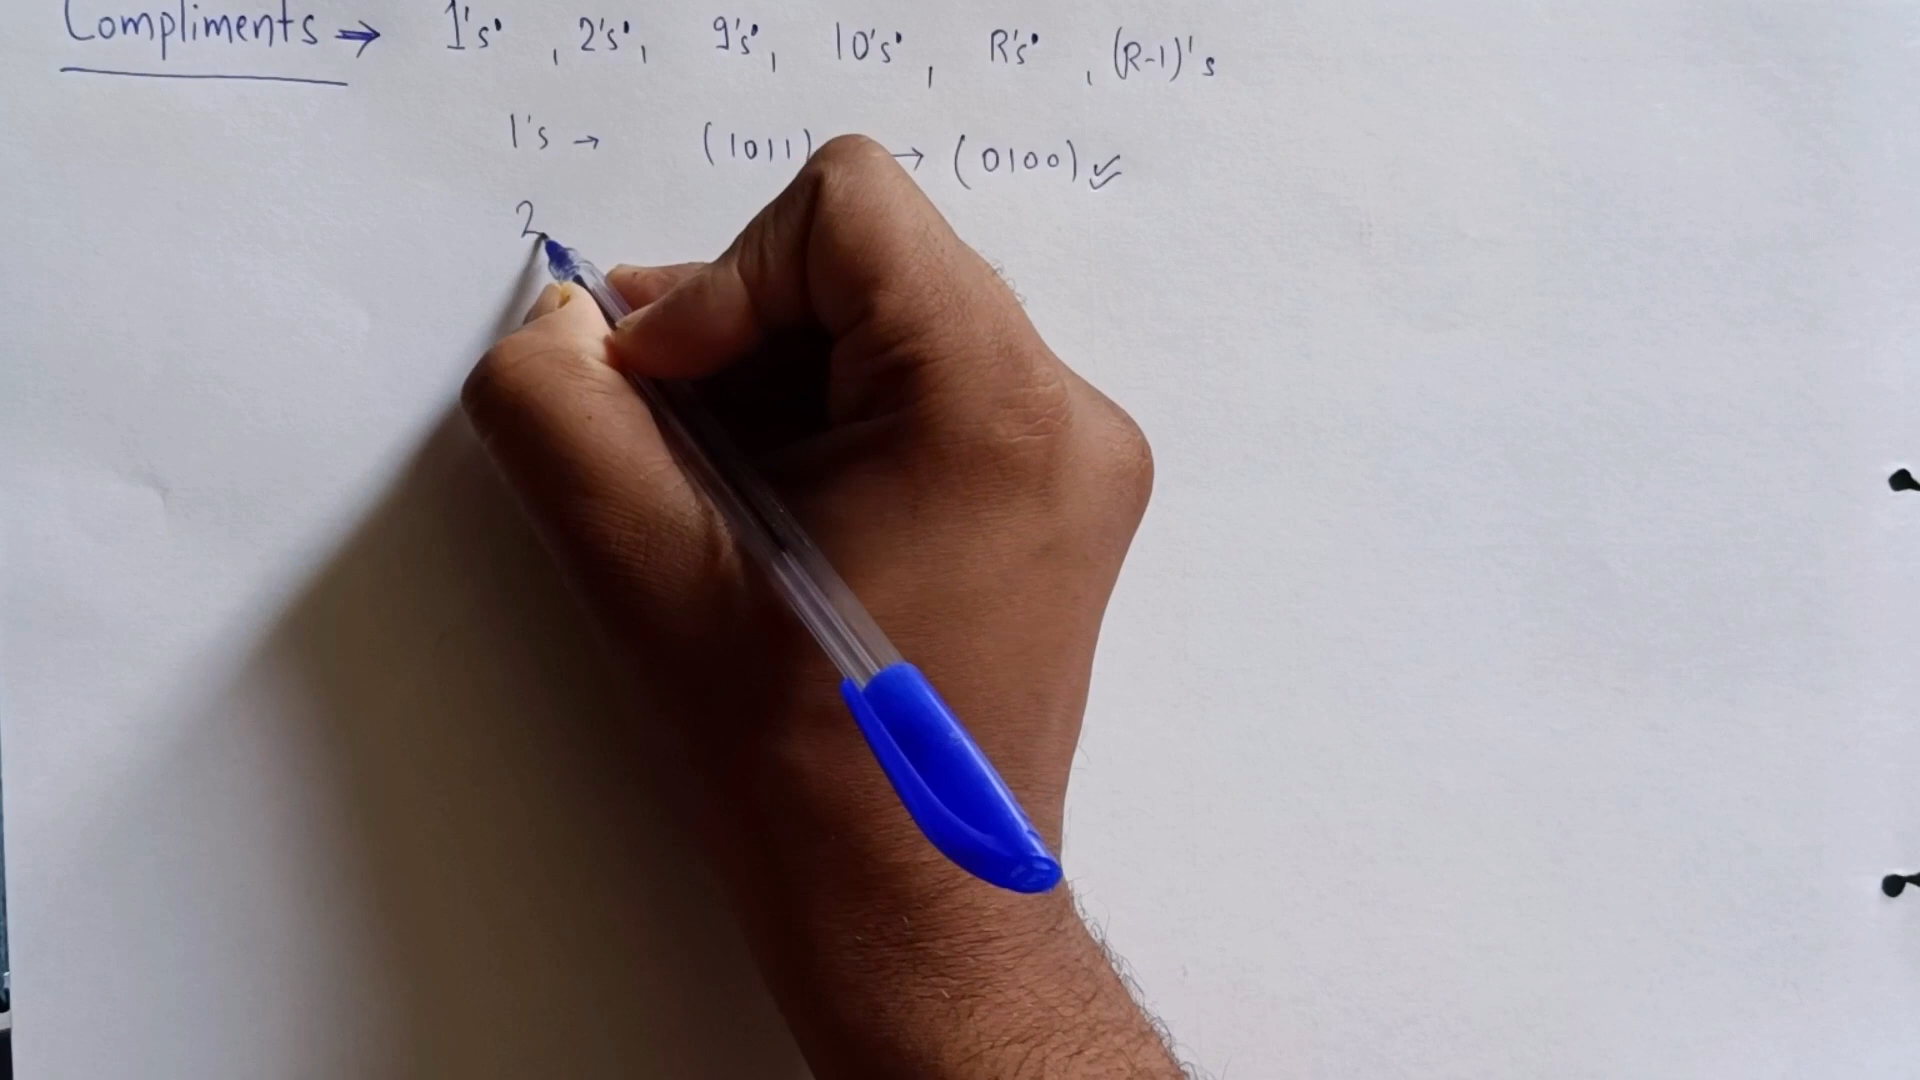 Compliments → 1's , 2's, 9's, 10's, R's, (R-1)'s
1's → (1011) → (0100)
2